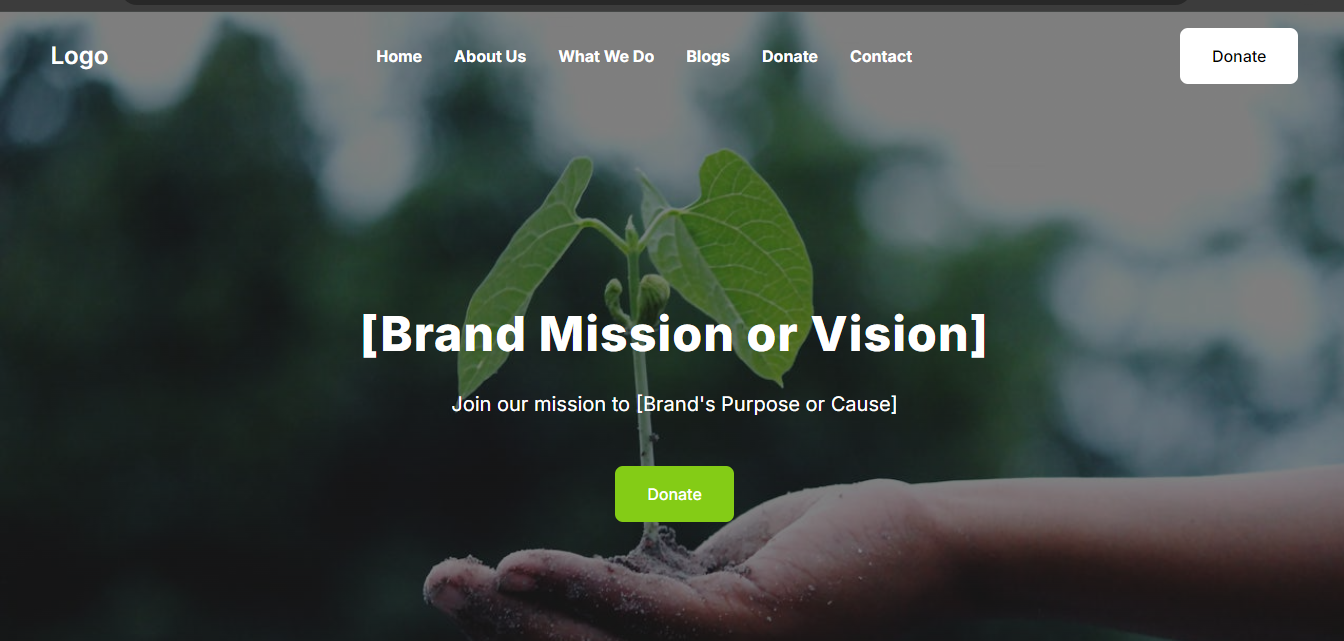 Logo
Home About Us What We Do Blogs Donate Contact
Donate
[Brand Mission or Vision]
Join our mission to [Brand's Purpose or Cause]
Donate